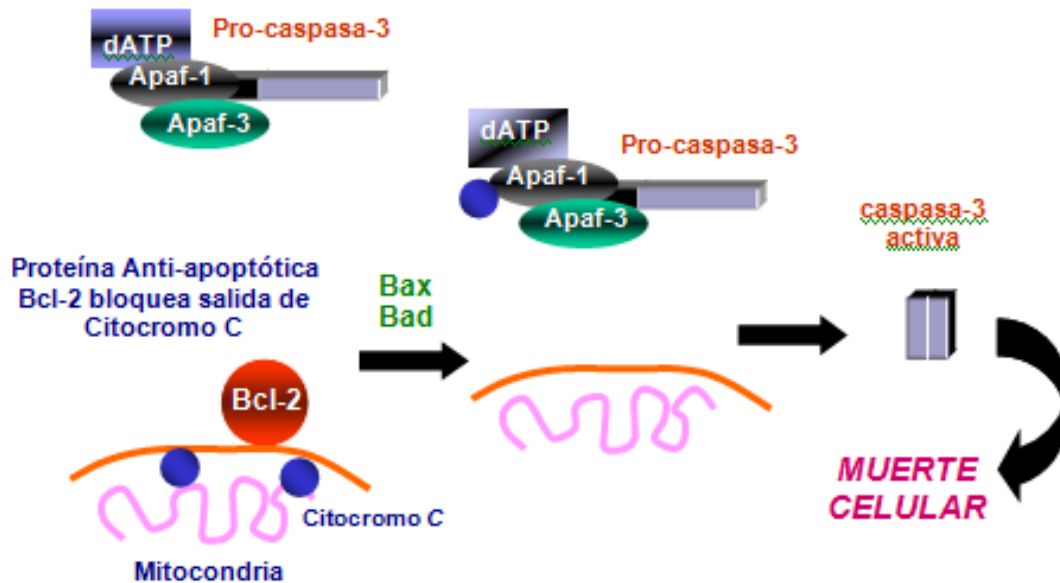 dATP
Pro-caspasa-3
Apaf-1
Apaf-3
dATP
Pro-caspasa-3
Apaf-1
Apaf-3
caspasa-3
activa
Proteína Anti-apoptótica
Bcl-2 bloquea salida de
Citocromo C
Bax
Bad
Bcl-2
MUERTE
CELULAR
Citocromo C
Mitocondria